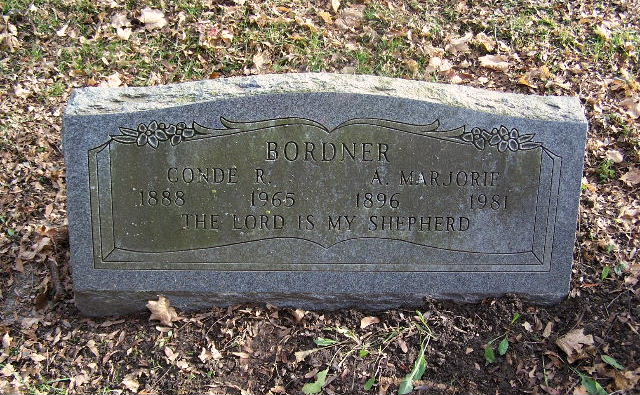 BORDNER
CONDE R. A. MARJORIE
1888 1965 1896 1981
THE LORD IS MY SHEPHERD